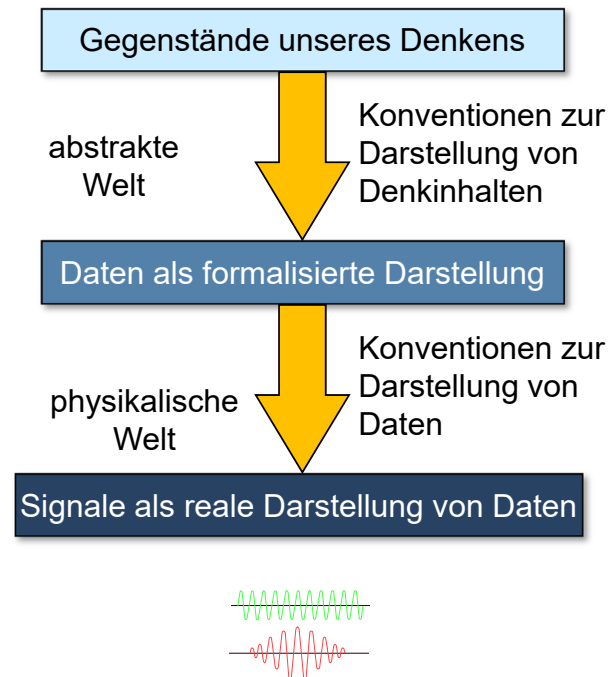 Gegenstände unseres Denkens
abstrakte
Welt
Konventionen zur
Darstellung von
Denkinhalten
Daten als formalisierte Darstellung
physikalische
Welt
Konventionen zur
Darstellung von
Daten
Signale als reale Darstellung von Daten